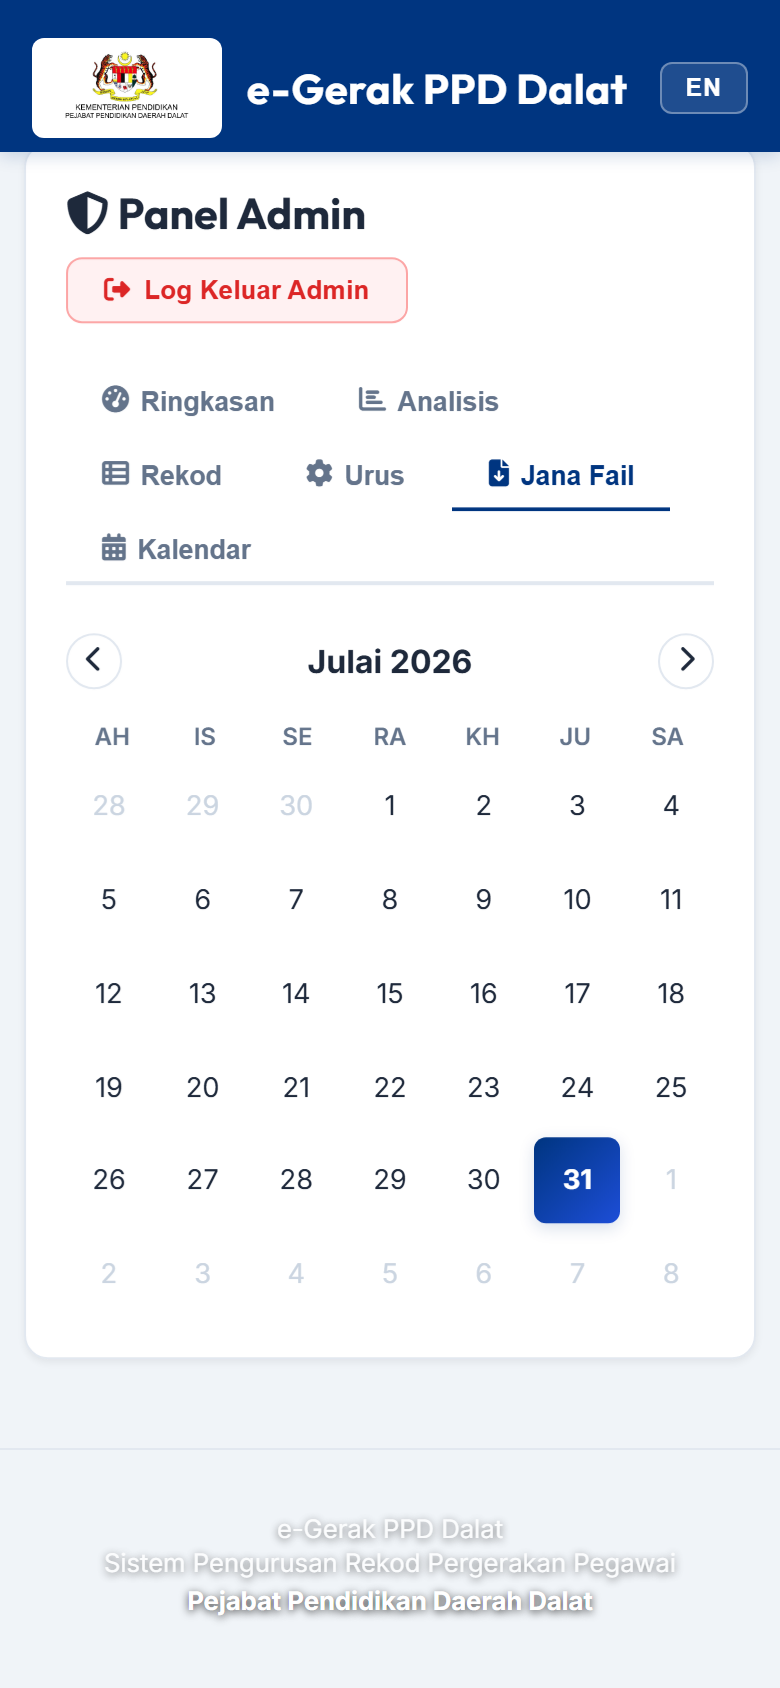 KEMENTERIAN PENDIDIKAN
PEJABAT PENDIDIKAN DAERAH DALAT
e-Gerak PPD Dalat
EN
Panel Admin
Log Keluar Admin
Ringkasan Analisis
Rekod Urus Jana Fail
Kalendar
Julai 2026
AH IS SE RA KH JU SA
28 29 30 1 2 3 4
5 6 7 8 9 10 11
12 13 14 15 16 17 18
19 20 21 22 23 24 25
26 27 28 29 30 31 1
2 3 4 5 6 7 8
e-Gerak PPD Dalat
Sistem Pengurusan Rekod Pergerakan Pegawai
Pejabat Pendidikan Daerah Dalat